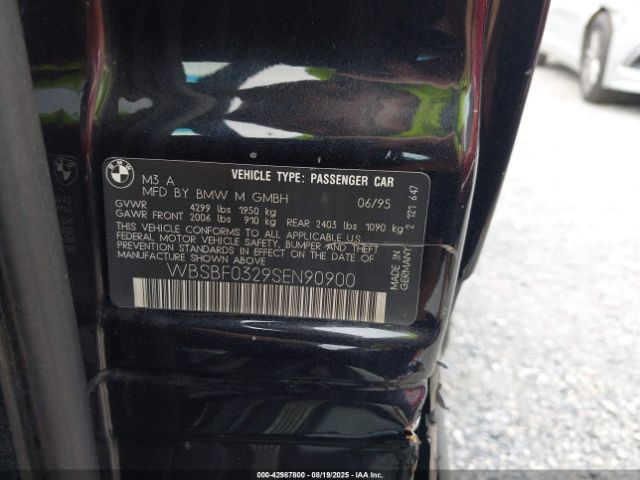 BMW
VEHICLE TYPE: PASSENGER CAR
M3 A
MFD BY BMW M GMBH 06/95
GVWR 4299 lbs 1950 kg
GAWR FRONT 2006 lbs 910 kg REAR 2403 lbs 1090 kg
THIS VEHICLE CONFORMS TO ALL APPLICABLE U.S.
FEDERAL MOTOR VEHICLE SAFETY, BUMPER AND THEFT
PREVENTION STANDARDS IN EFFECT ON THE DATE OF
MANUFACTURE SHOWN ABOVE
WBSBF0329SEN90900
2 121 647
MADE IN
GERMANY
000-42987800 - 08/19/2025 - IAA, Inc.